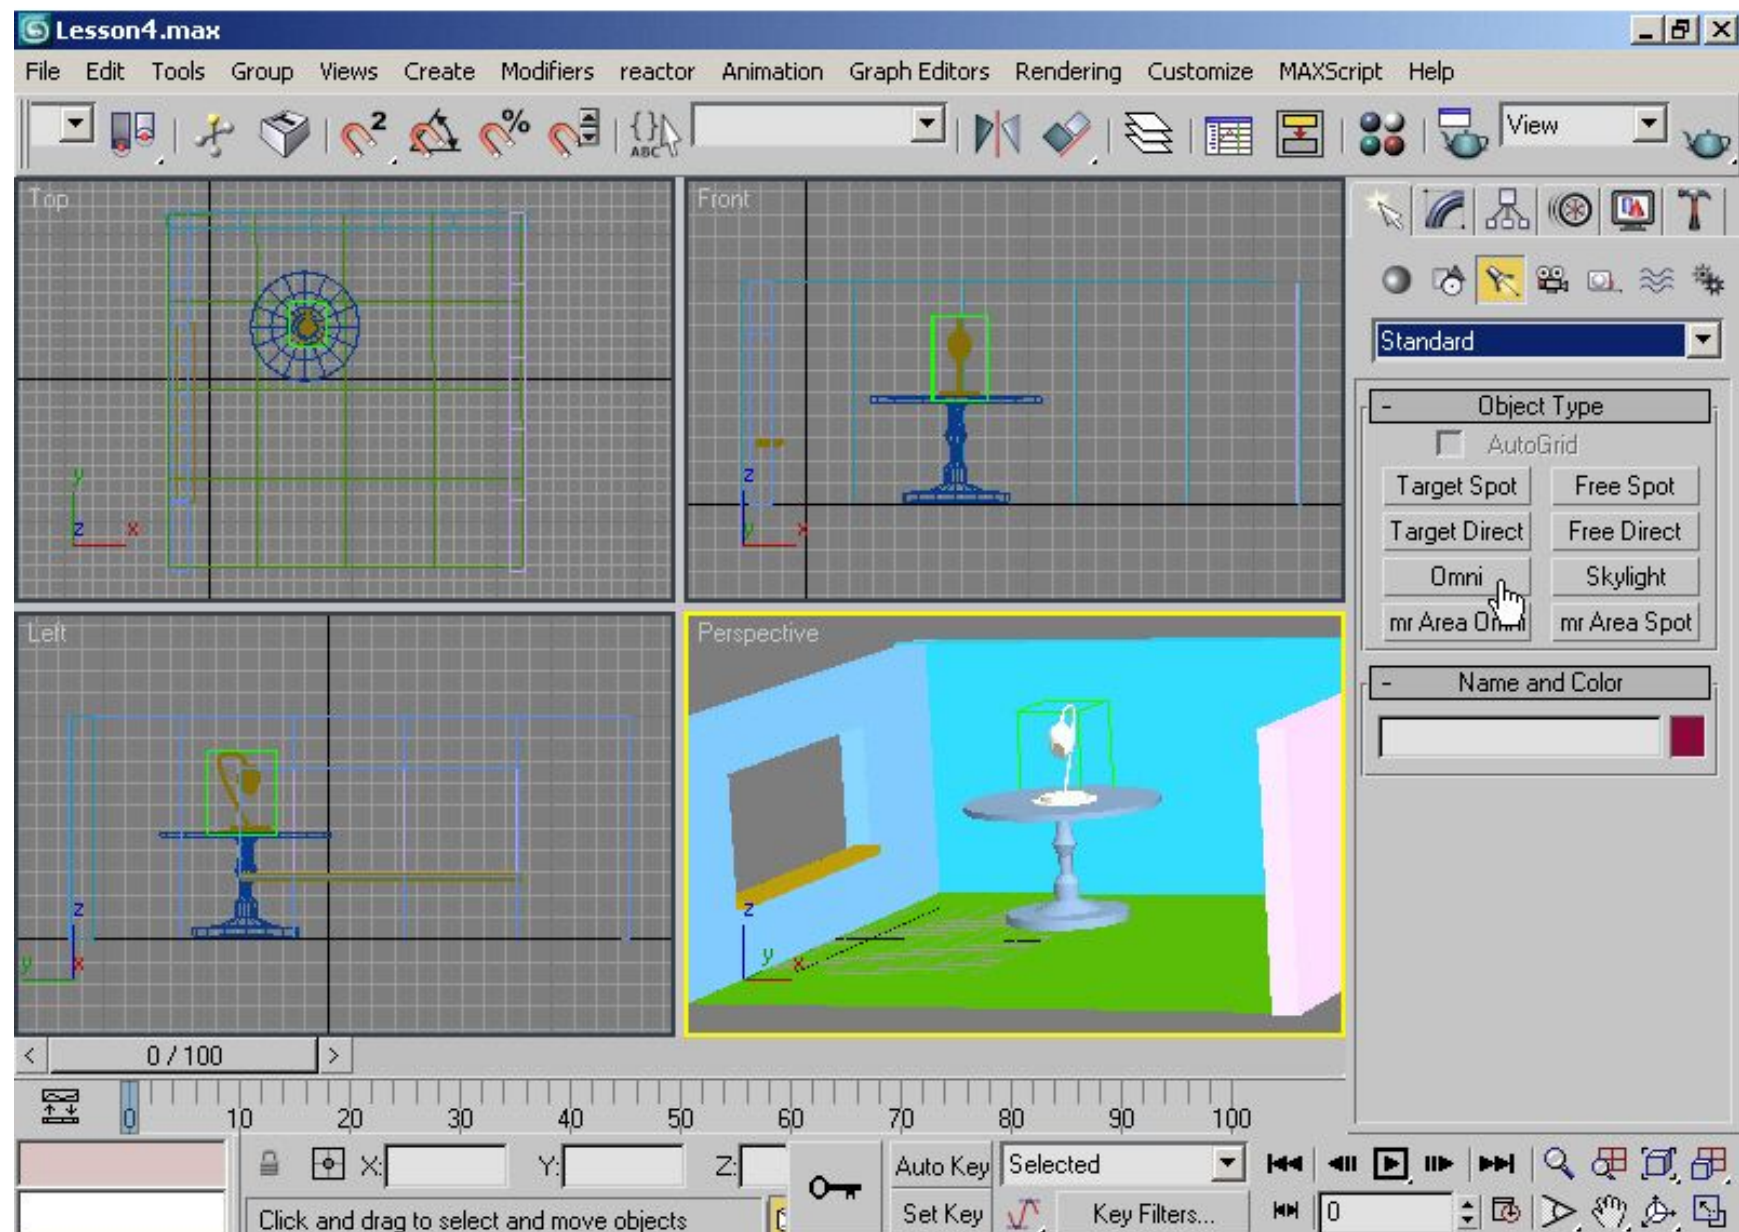 Lesson4.max
File Edit Tools Group Views Create Modifiers reactor Animation Graph Editors Rendering Customize MAXScript Help
2 % {} ABC View
Top Front
Standard
- Object Type
AutoGrid
Target Spot Free Spot
Target Direct Free Direct
Omni Skylight
mr Area Omni mr Area Spot
y z x
z y x
Left Perspective
- Name and Color
z y x
z y x
< 0 / 100 >
0 10 20 30 40 50 60 70 80 90 100
X: Y: Z: Auto Key Selected
Click and drag to select and move objects Set Key Key Filters... 0